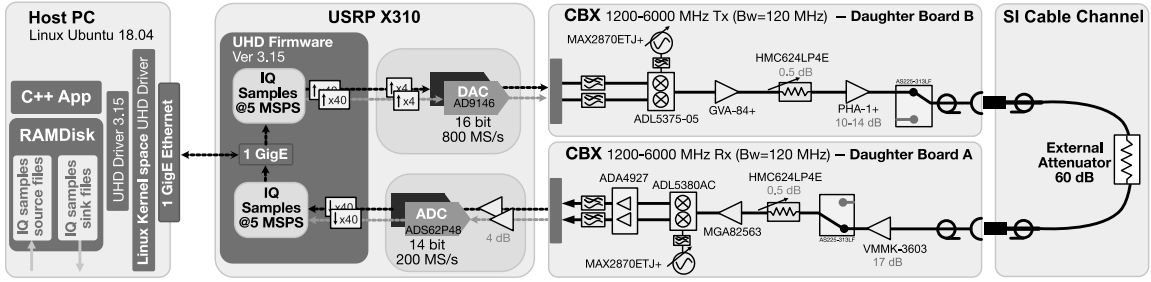 Host PC
Linux Ubuntu 18.04
C++ App
RAMDisk
IQ samples
source files
IQ samples
sink files
UHD Driver 3.15
Linux Kernel space UHD Driver
1 GigE Ethernet
USRP X310
UHD Firmware
Ver 3.15
IQ
Samples
@5 MSPS
↑x40
↑x4
↑x4
DAC
AD9146
16 bit
800 MS/s
1 GigE
IQ
Samples
@5 MSPS
↓x40
ADC
ADS62P48
14 bit
200 MS/s
4 dB
CBX 1200-6000 MHz Tx (Bw=120 MHz) – Daughter Board B
MAX2870ETJ+
ADL5375-05
GVA-84+
HMC624LP4E
0.5 dB
PHA-1+
10-14 dB
AS225-313LF
CBX 1200-6000 MHz Rx (Bw=120 MHz) – Daughter Board A
ADA4927
ADL5380AC
MAX2870ETJ+
MGA82563
HMC624LP4E
0.5 dB
AS225-313LF
VMMK-3603
17 dB
SI Cable Channel
External
Attenuator
60 dB